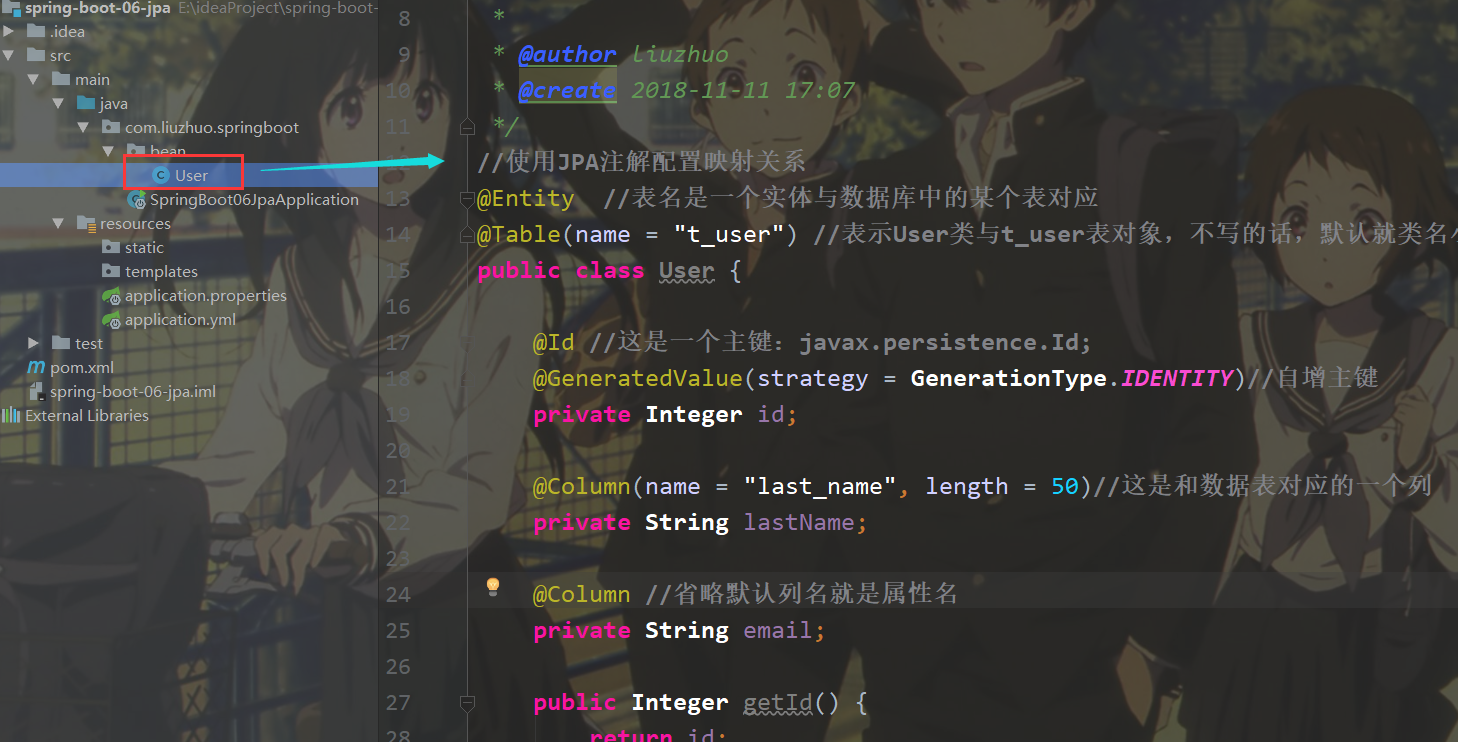 spring-boot-06-jpa E:\ideaProject\spring-boot-
.idea
src
main
java
com.liuzhuo.springboot
bean
User
SpringBoot06JpaApplication
resources
static
templates
application.properties
application.yml
test
pom.xml
spring-boot-06-jpa.iml
External Libraries
8 *
9 * @author liuzhuo
10 * @create 2018-11-11 17:07
11 */
//使用JPA注解配置映射关系
13 @Entity //表名是一个实体与数据库中的某个表对应
14 @Table(name = "t_user") //表示User类与t_user表对象，不写的话，默认就类名
15 public class User {
16
17 @Id //这是一个主键：javax.persistence.Id;
18 @GeneratedValue(strategy = GenerationType.IDENTITY)//自增主键
19 private Integer id;
20
21 @Column(name = "last_name", length = 50)//这是和数据表对应的一个列
22 private String lastName;
23
24 @Column //省略默认列名就是属性名
25 private String email;
26
27 public Integer getId() {
28 return id;